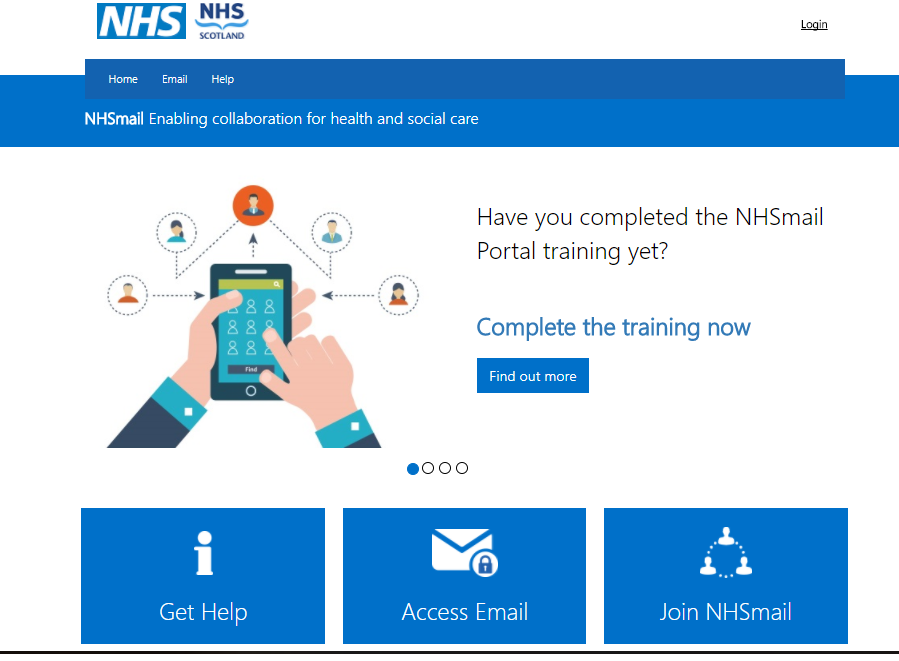 NHS
NHS
SCOTLAND
Login
Home Email Help
NHSmail Enabling collaboration for health and social care
Have you completed the NHSmail
Portal training yet?
Find
Complete the training now
Find out more
Get Help
Access Email
Join NHSmail